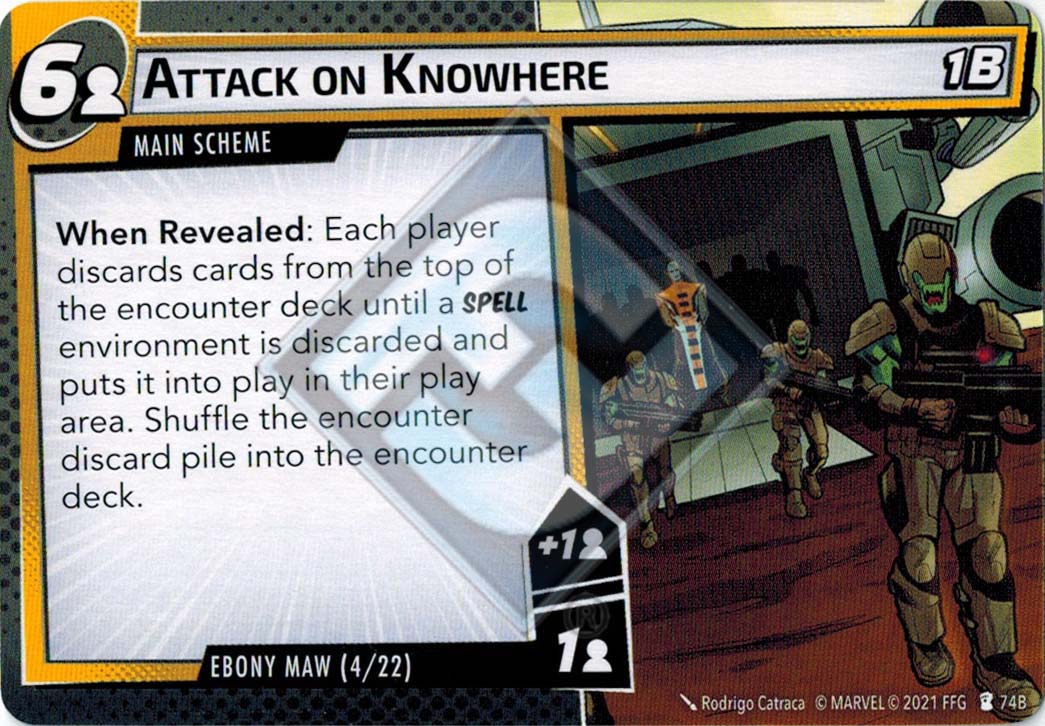 6
ATTACK ON KNOWHERE
1B
MAIN SCHEME
When Revealed: Each player
discards cards from the top of
the encounter deck until a SPELL
environment is discarded and
puts it into play in their play
area. Shuffle the encounter
discard pile into the encounter
deck.
+1
1
®
EBONY MAW (4/22)
Rodrigo Catraca © MARVEL © 2021 FFG 74B